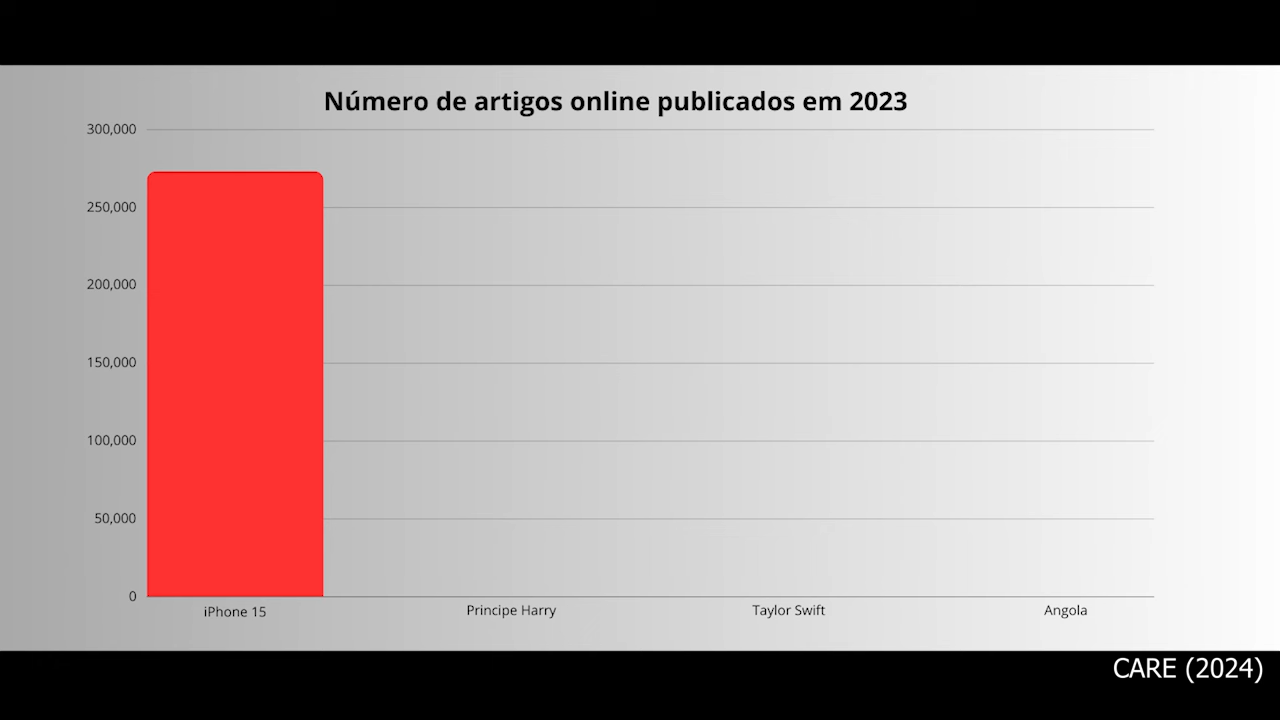 Número de artigos online publicados em 2023
300,000
250,000
200,000
150,000
100,000
50,000
0
iPhone 15
Principe Harry
Taylor Swift
Angola
CARE (2024)